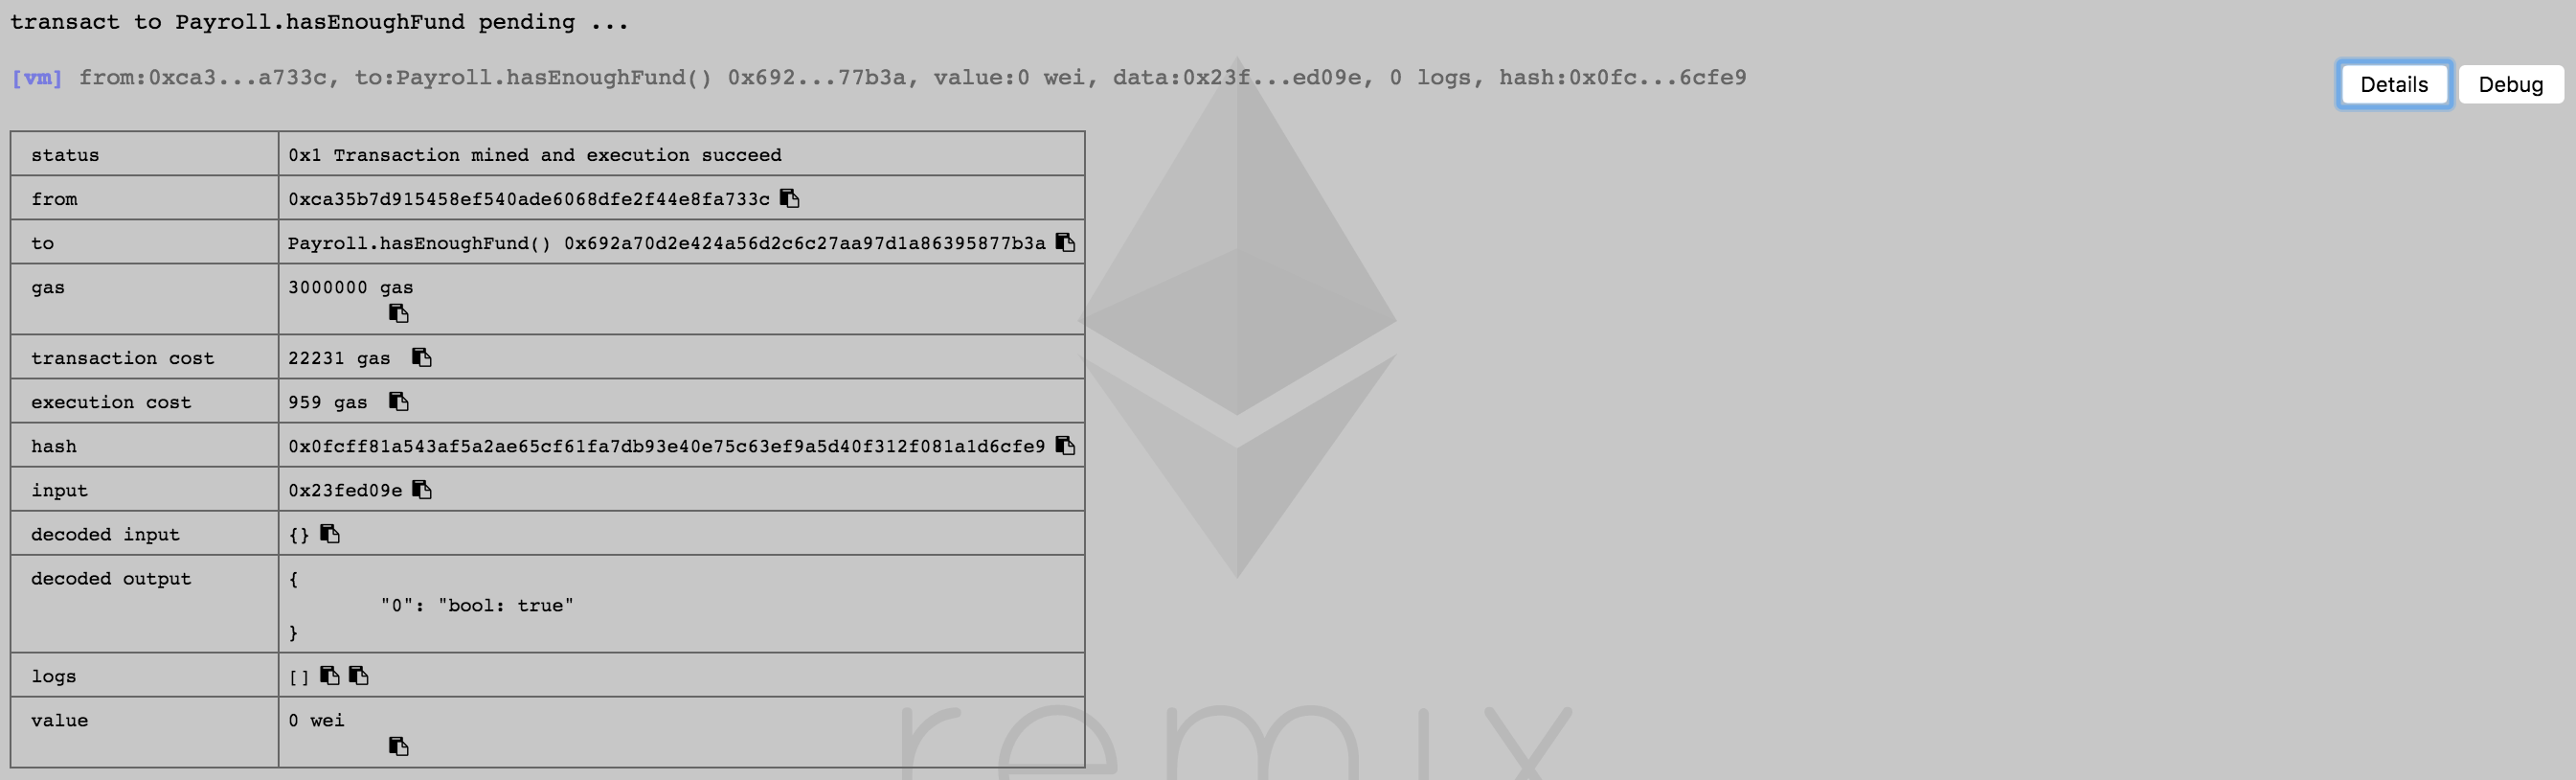 transact to Payroll.hasEnoughFund pending ...
[vm] from:0xca3...a733c, to:Payroll.hasEnoughFund() 0x692...77b3a, value:0 wei, data:0x23f...ed09e, 0 logs, hash:0x0fc...6cfe9
Details Debug
status 0x1 Transaction mined and execution succeed
from 0xca35b7d915458ef540ade6068dfe2f44e8fa733c
to Payroll.hasEnoughFund() 0x692a70d2e424a56d2c6c27aa97d1a86395877b3a
gas 3000000 gas
transaction cost 22231 gas
execution cost 959 gas
hash 0x0fcff81a543af5a2ae65cf61fa7db93e40e75c63ef9a5d40f312f081a1d6cfe9
input 0x23fed09e
decoded input {}
decoded output {
"0": "bool: true"
}
logs []
value 0 wei
remix